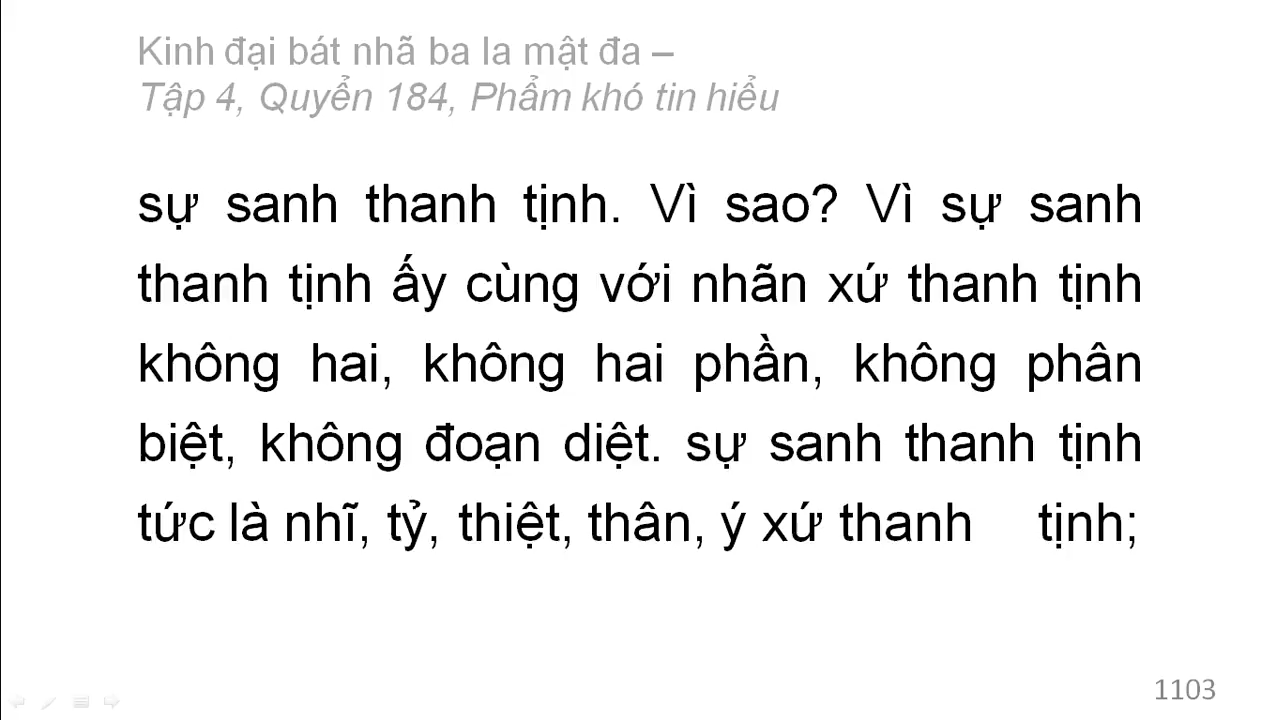 Kinh đại bát nhã ba la mật đa –
Tập 4, Quyển 184, Phẩm khó tin hiểu
sự sanh thanh tịnh. Vì sao? Vì sự sanh
thanh tịnh ấy cùng với nhãn xứ thanh tịnh
không hai, không hai phần, không phân
biệt, không đoạn diệt. sự sanh thanh tịnh
tức là nhĩ, tỷ, thiệt, thân, ý xứ thanh tịnh;
1103